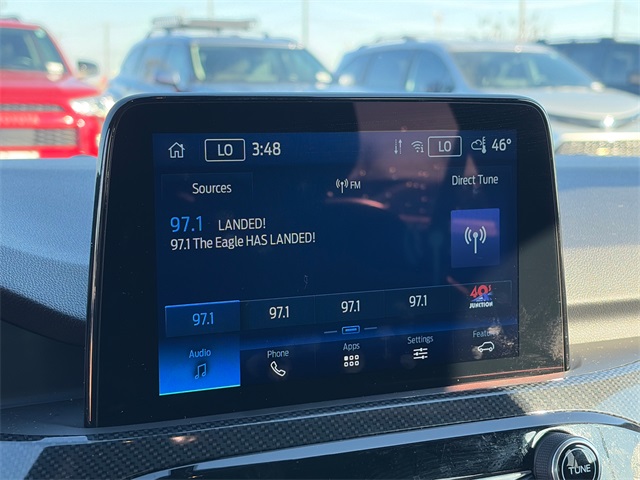 LO 3:48 LO 46°
Sources FM Direct Tune
97.1 LANDED!
97.1 The Eagle HAS LANDED!
97.1 97.1 97.1 97.1 JUNCTION
Audio Phone Apps Settings
TUNE